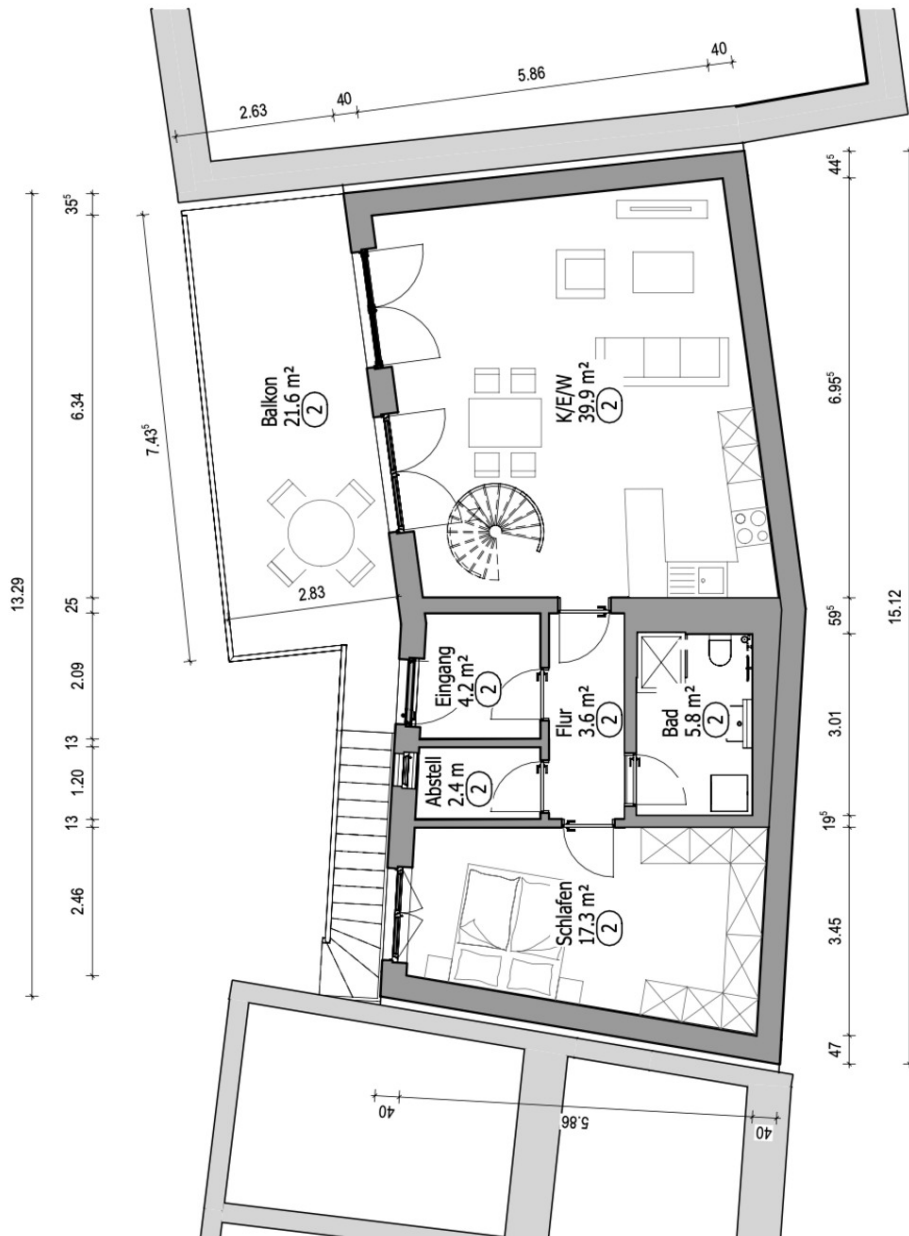 40
5.86
40
2.63
35⁵
6.34
25
2.09
13
1.20
13
2.46
13.29
7.43⁵
2.83
Balkon
21.6 m²
2
K/E/W
39.9 m²
2
Eingang
4.2 m²
2
Flur
3.6 m²
2
Bad
5.8 m²
2
Abstell
2.4 m
2
Schlafen
17.3 m²
2
44⁵
6.95⁵
59⁵
3.01
19⁵
3.45
47
15.12
40
5.86
40